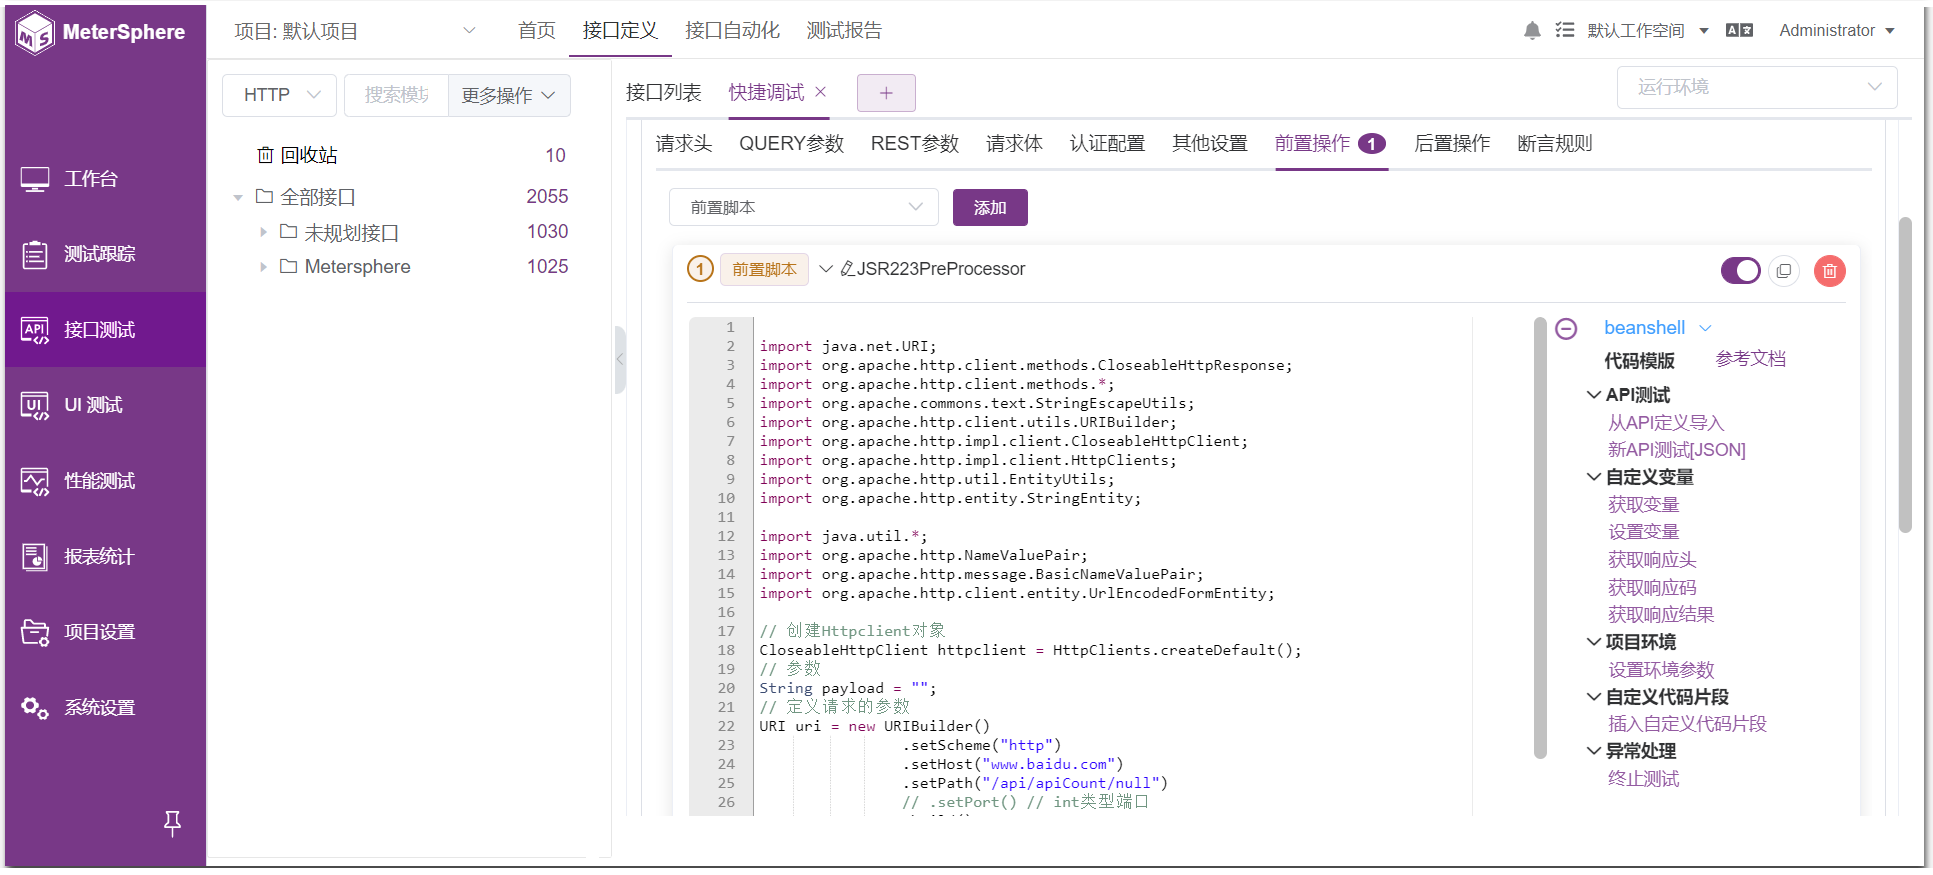 MeterSphere
项目: 默认项目
首页
接口定义
接口自动化
测试报告
默认工作空间
Administrator
工作台
测试跟踪
接口测试
UI 测试
性能测试
报表统计
项目设置
系统设置
HTTP
搜索模块
更多操作
回收站 10
全部接口 2055
未规划接口 1030
Metersphere 1025
接口列表
快捷调试
运行环境
请求头
QUERY参数
REST参数
请求体
认证配置
其他设置
前置操作 1
后置操作
断言规则
前置脚本
添加
1 前置脚本 JSR223PreProcessor
1
2 import java.net.URI;
3 import org.apache.http.client.methods.CloseableHttpResponse;
4 import org.apache.http.client.methods.*;
5 import org.apache.commons.text.StringEscapeUtils;
6 import org.apache.http.client.utils.URIBuilder;
7 import org.apache.http.impl.client.CloseableHttpClient;
8 import org.apache.http.impl.client.HttpClients;
9 import org.apache.http.util.EntityUtils;
10 import org.apache.http.entity.StringEntity;
11
12 import java.util.*;
13 import org.apache.http.NameValuePair;
14 import org.apache.http.message.BasicNameValuePair;
15 import org.apache.http.client.entity.UrlEncodedFormEntity;
16
17 // 创建Httpclient对象
18 CloseableHttpClient httpclient = HttpClients.createDefault();
19 // 参数
20 String payload = "";
21 // 定义请求的参数
22 URI uri = new URIBuilder()
23 .setScheme("http")
24 .setHost("www.baidu.com")
25 .setPath("/api/apiCount/null")
26 // .setPort() // int类型端口
beanshell
代码模版
参考文档
API测试
从API定义导入
新API测试[JSON]
自定义变量
获取变量
设置变量
获取响应头
获取响应码
获取响应结果
项目环境
设置环境参数
自定义代码片段
插入自定义代码片段
异常处理
终止测试